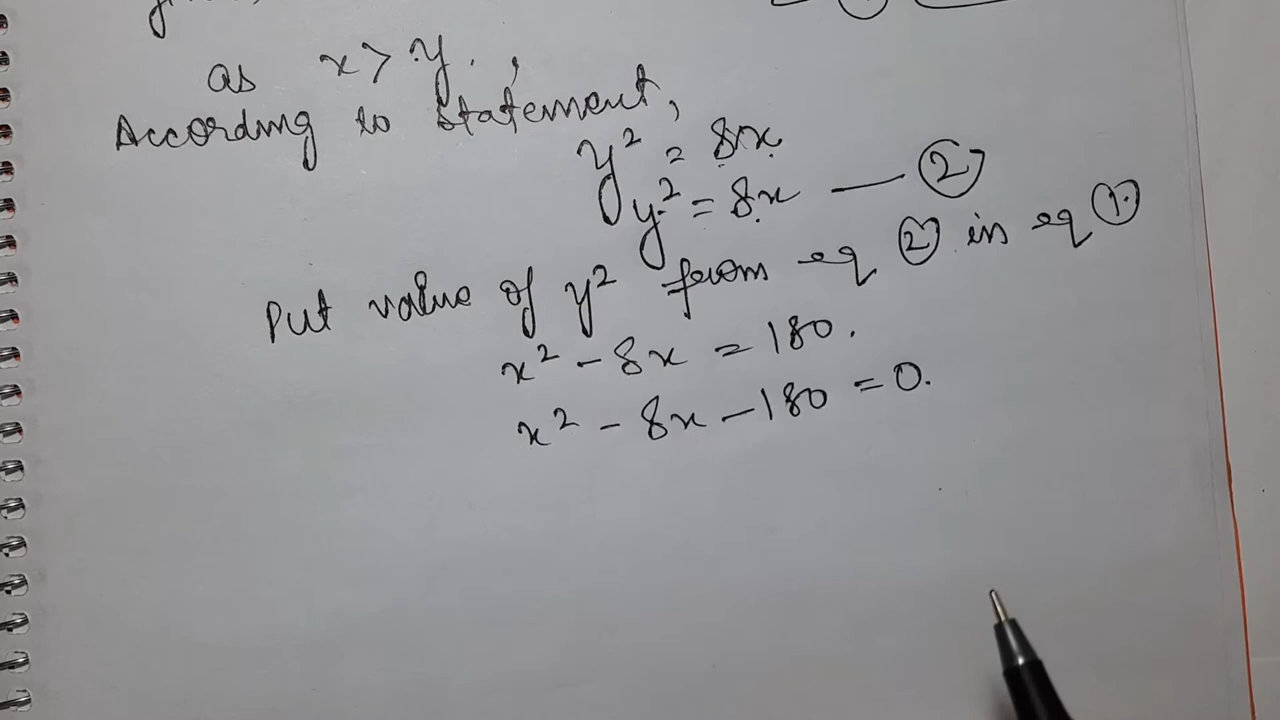 as x > y.,
According to statement,
y² = 8x
y² = 8x — ②
Put value of y² from eq ② in eq ①.
x² - 8x = 180.
x² - 8x - 180 = 0.